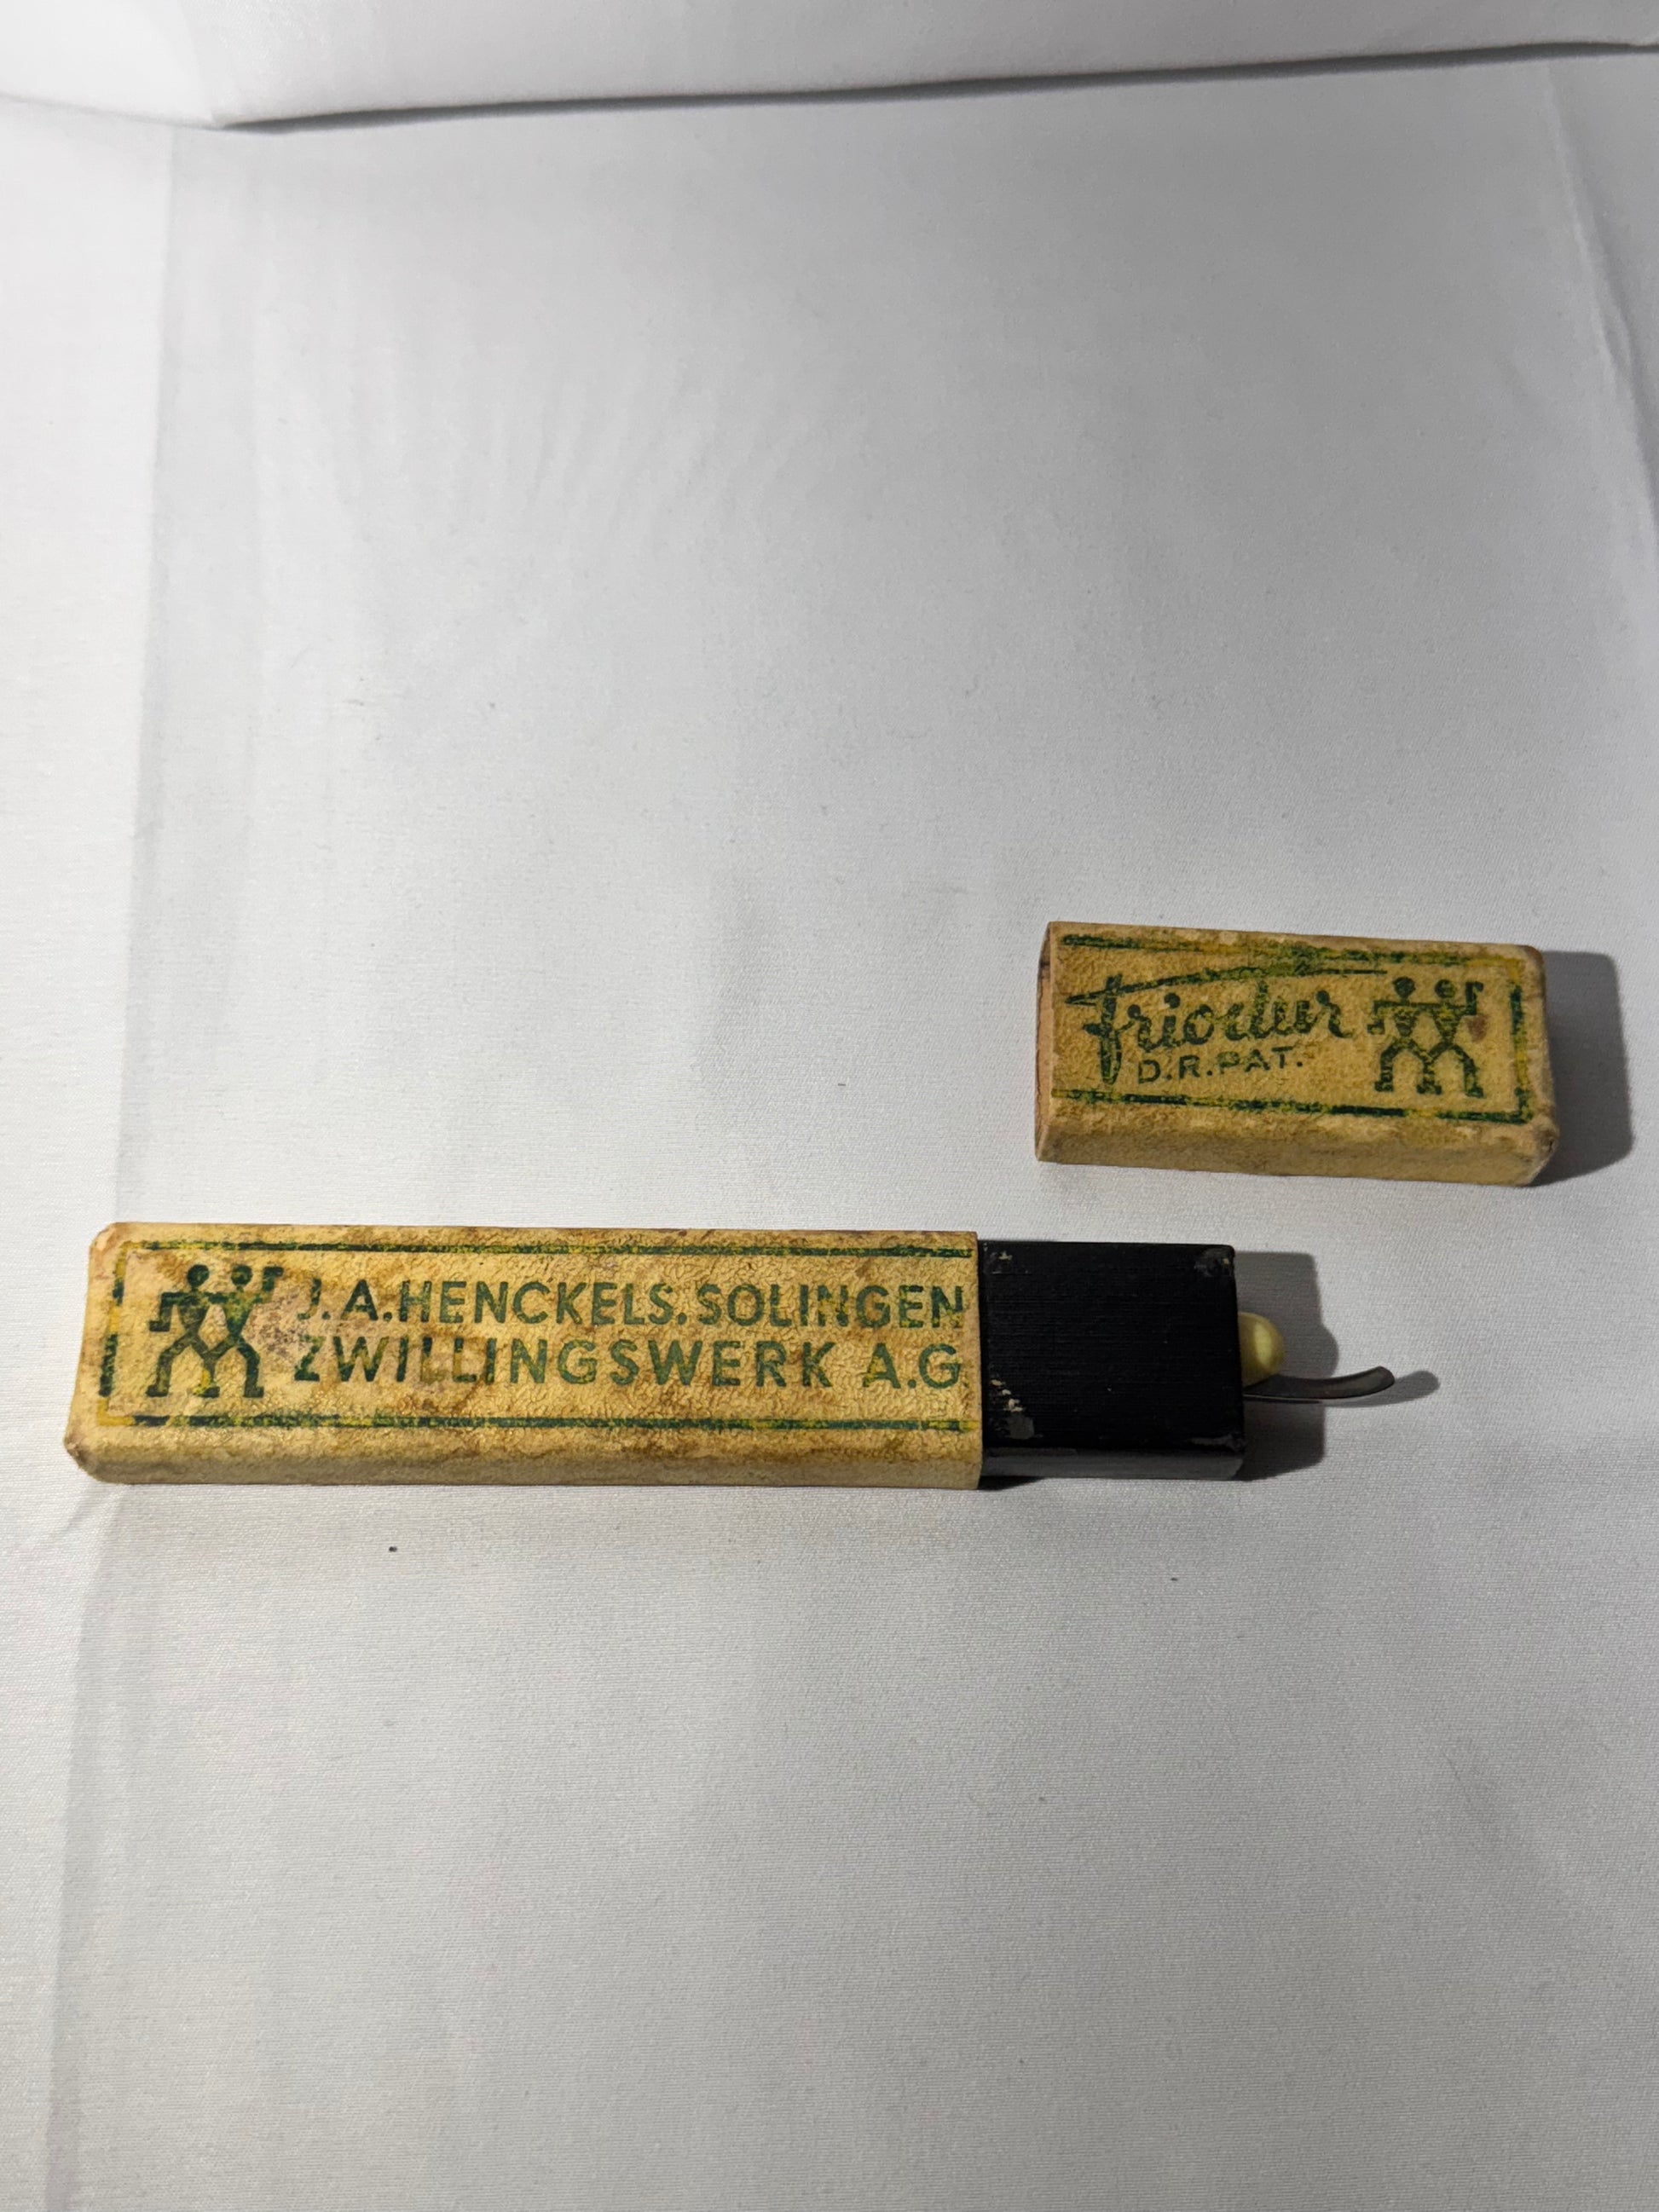 Friodur
D.R.PAT.
J.A.HENCKELS.SOLINGEN
ZWILLINGSWERK A.G